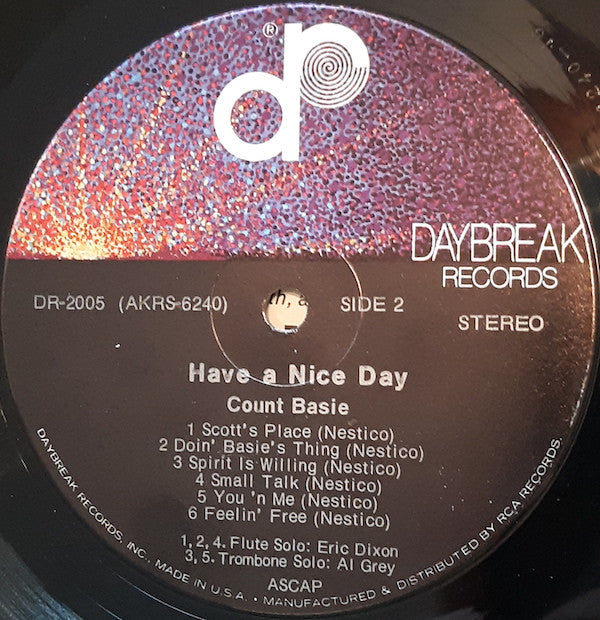 ®
dp
DAYBREAK
RECORDS
DR-2005 (AKRS-6240)
th, a
SIDE 2
STEREO
Have a Nice Day
Count Basie
1 Scott's Place (Nestico)
2 Doin' Basie's Thing (Nestico)
3 Spirit Is Willing (Nestico)
4 Small Talk (Nestico)
5 You 'n Me (Nestico)
6 Feelin' Free (Nestico)
1, 2, 4. Flute Solo: Eric Dixon
3, 5. Trombone Solo: Al Grey
ASCAP
DAYBREAK RECORDS, INC., MADE IN U.S.A. • MANUFACTURED & DISTRIBUTED BY RCA RECORDS.